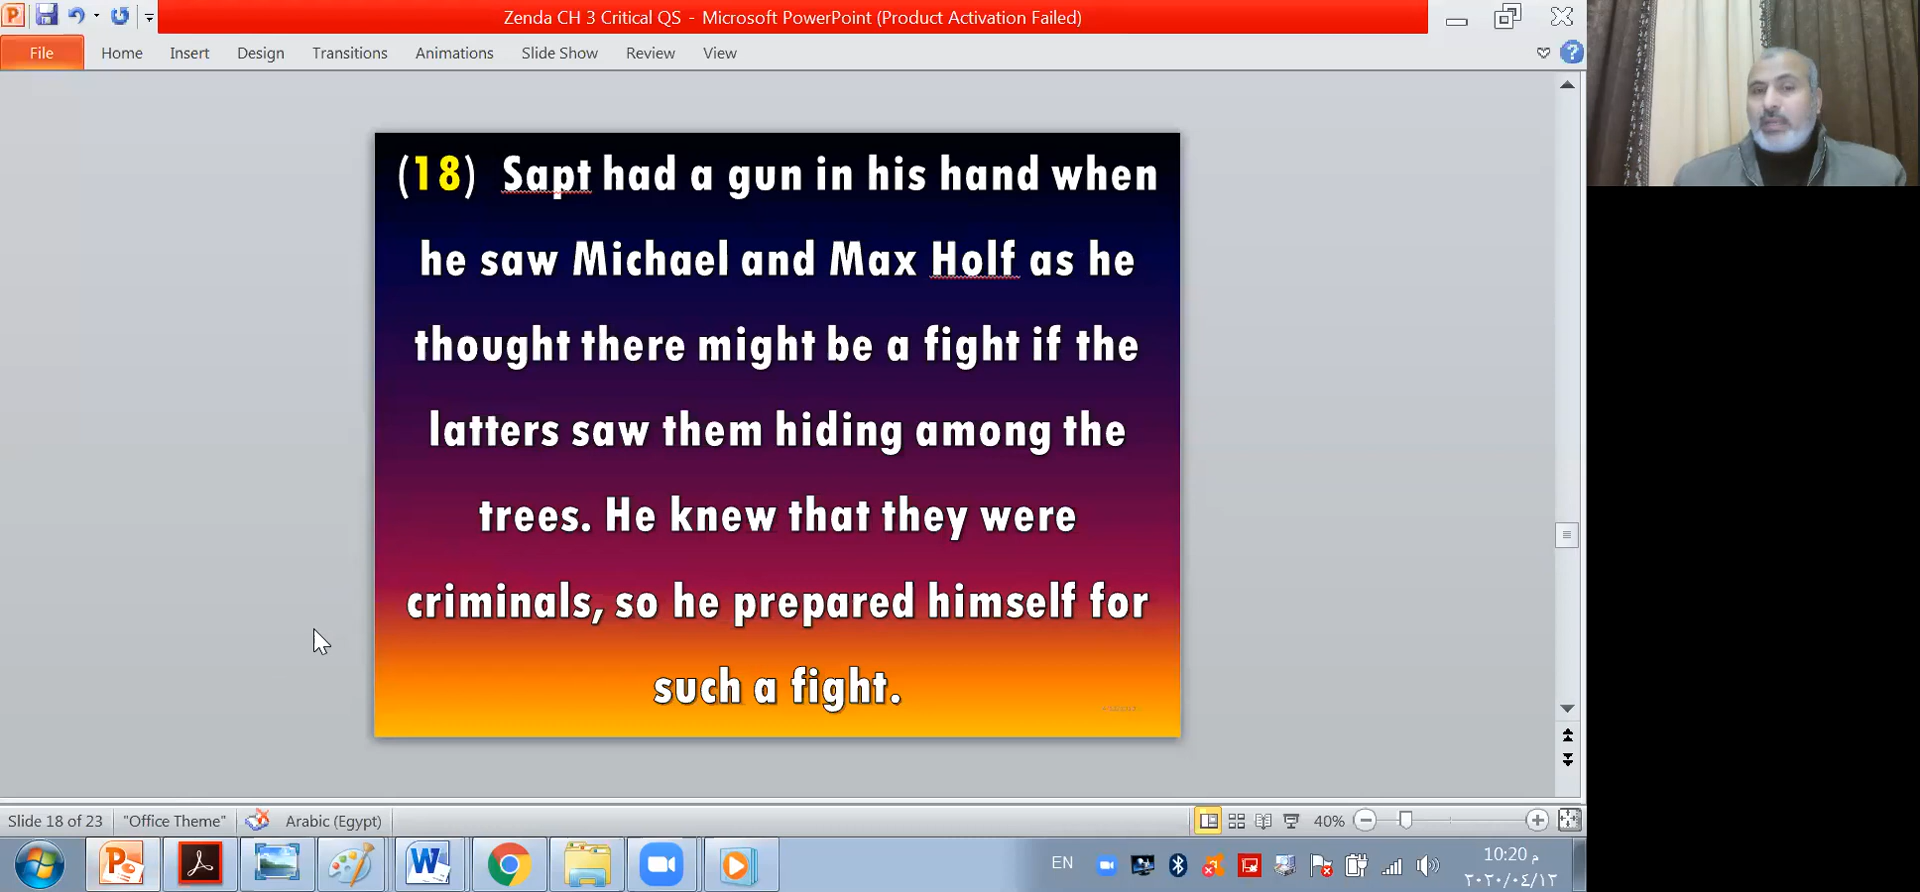 Zenda CH 3 Critical QS - Microsoft PowerPoint (Product Activation Failed)
File Home Insert Design Transitions Animations Slide Show Review View
(18) Sapt had a gun in his hand when
he saw Michael and Max Holf as he
thought there might be a fight if the
latters saw them hiding among the
trees. He knew that they were
criminals, so he prepared himself for
such a fight.
Slide 18 of 23 "Office Theme" Arabic (Egypt) 40%
EN
10:20 م
٢٠٢٠/٠٤/١٢